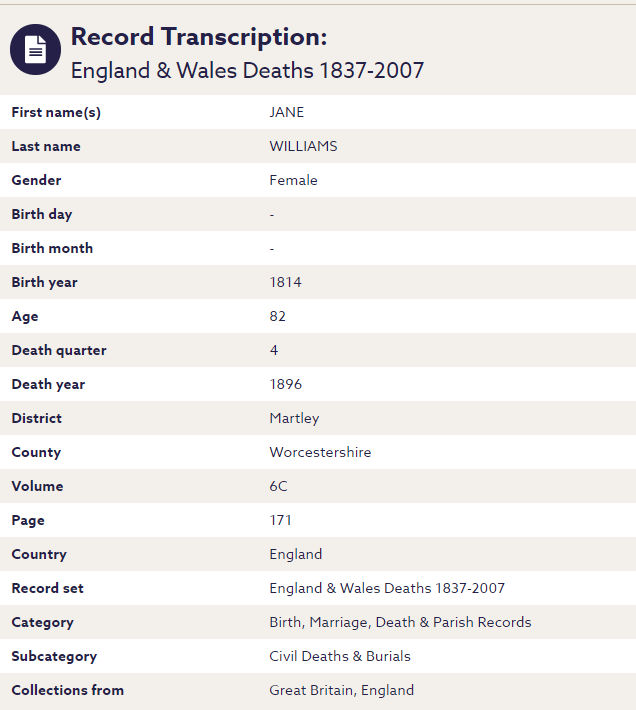 Record Transcription:
England & Wales Deaths 1837-2007
First name(s) JANE
Last name WILLIAMS
Gender Female
Birth day -
Birth month -
Birth year 1814
Age 82
Death quarter 4
Death year 1896
District Martley
County Worcestershire
Volume 6C
Page 171
Country England
Record set England & Wales Deaths 1837-2007
Category Birth, Marriage, Death & Parish Records
Subcategory Civil Deaths & Burials
Collections from Great Britain, England